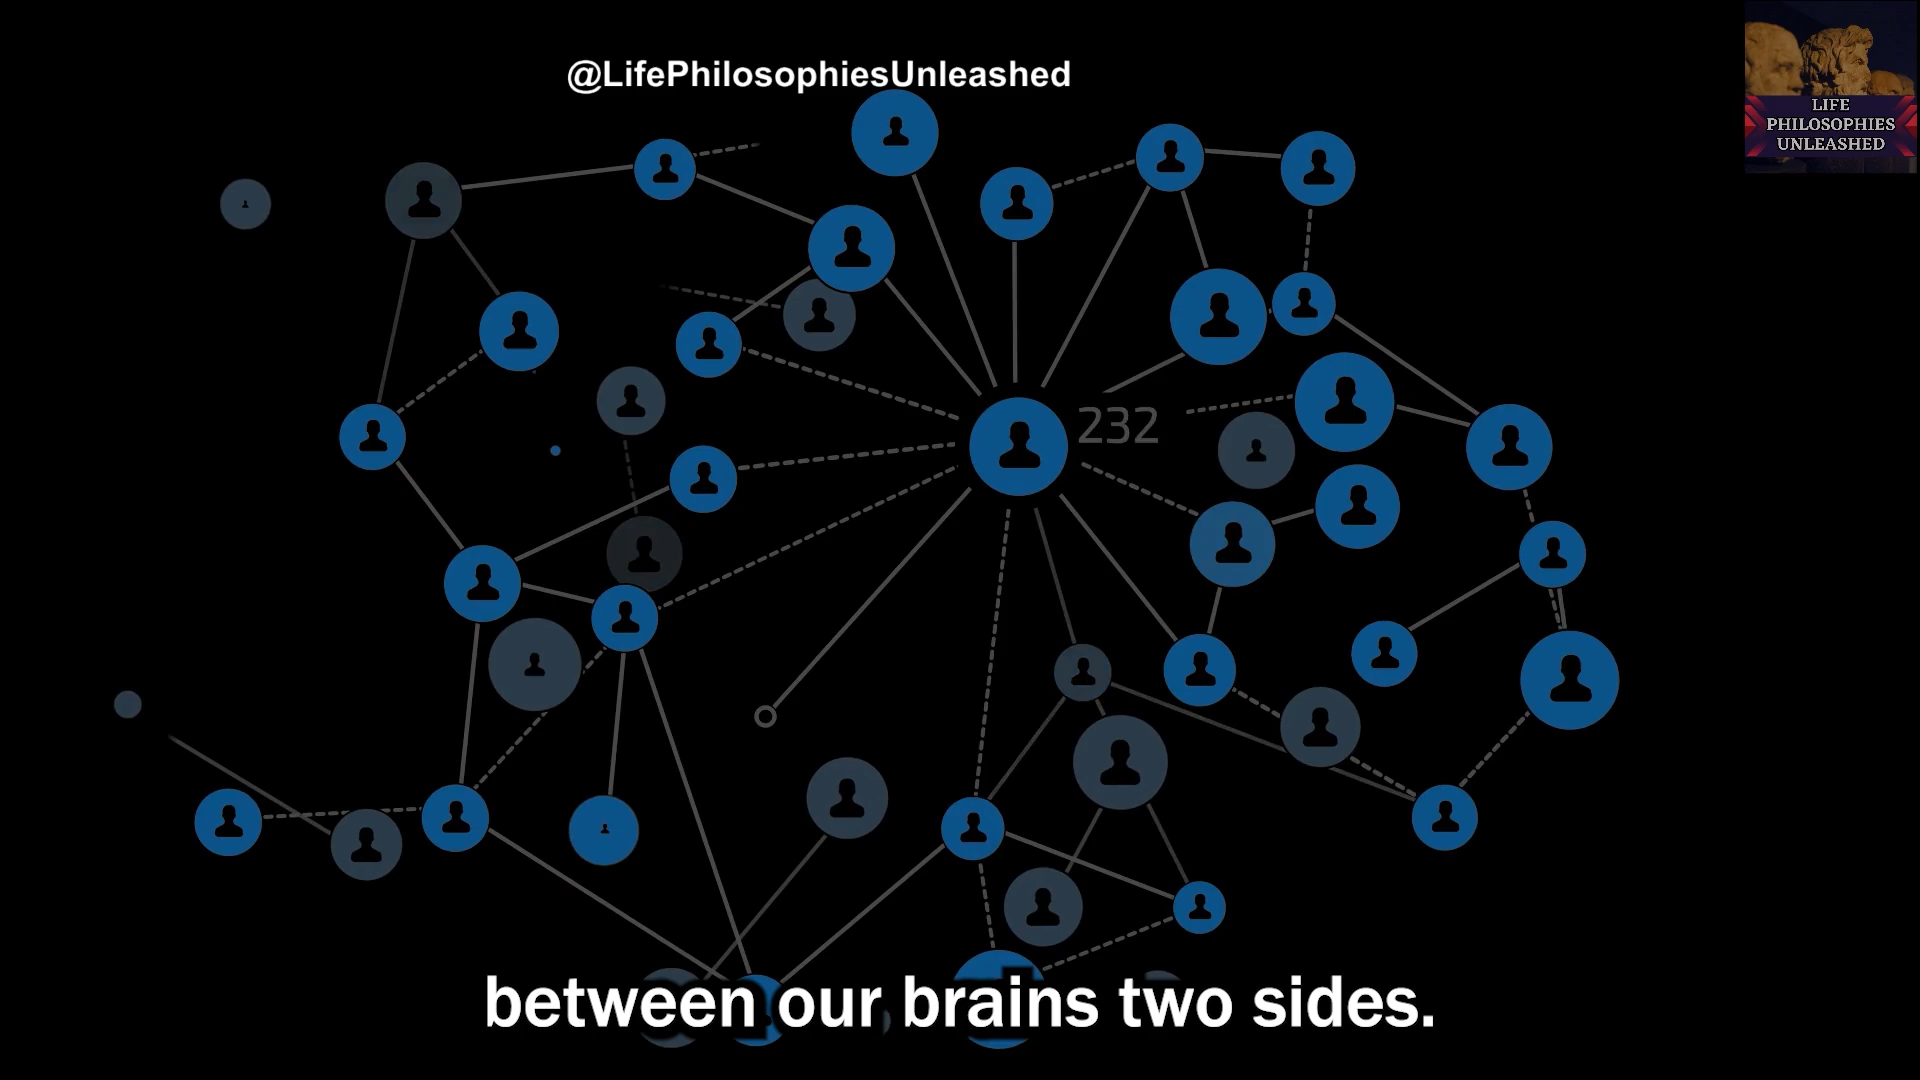 @LifePhilosophiesUnleashed
LIFE
PHILOSOPHIES
UNLEASHED
232
between our brains two sides.